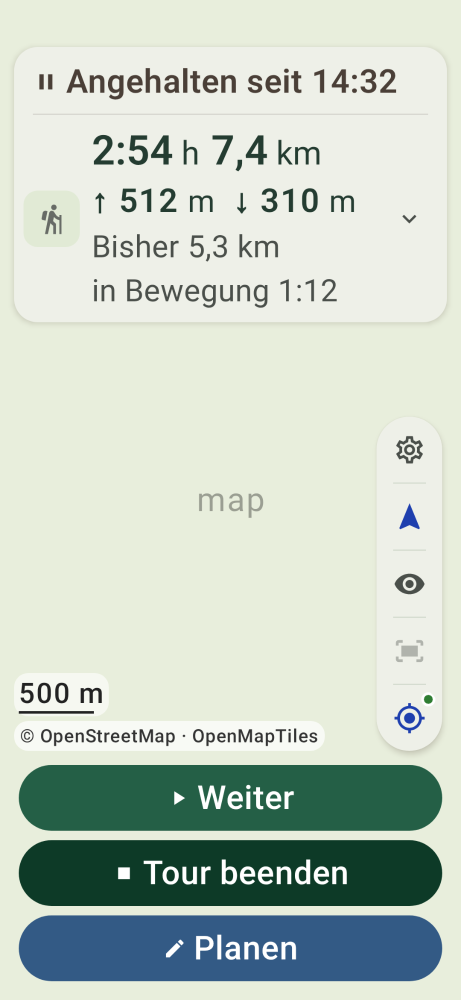 Angehalten seit 14:32
2:54 h 7,4 km
↑ 512 m ↓ 310 m
Bisher 5,3 km
in Bewegung 1:12
map
500 m
© OpenStreetMap · OpenMapTiles
Weiter
Tour beenden
Planen